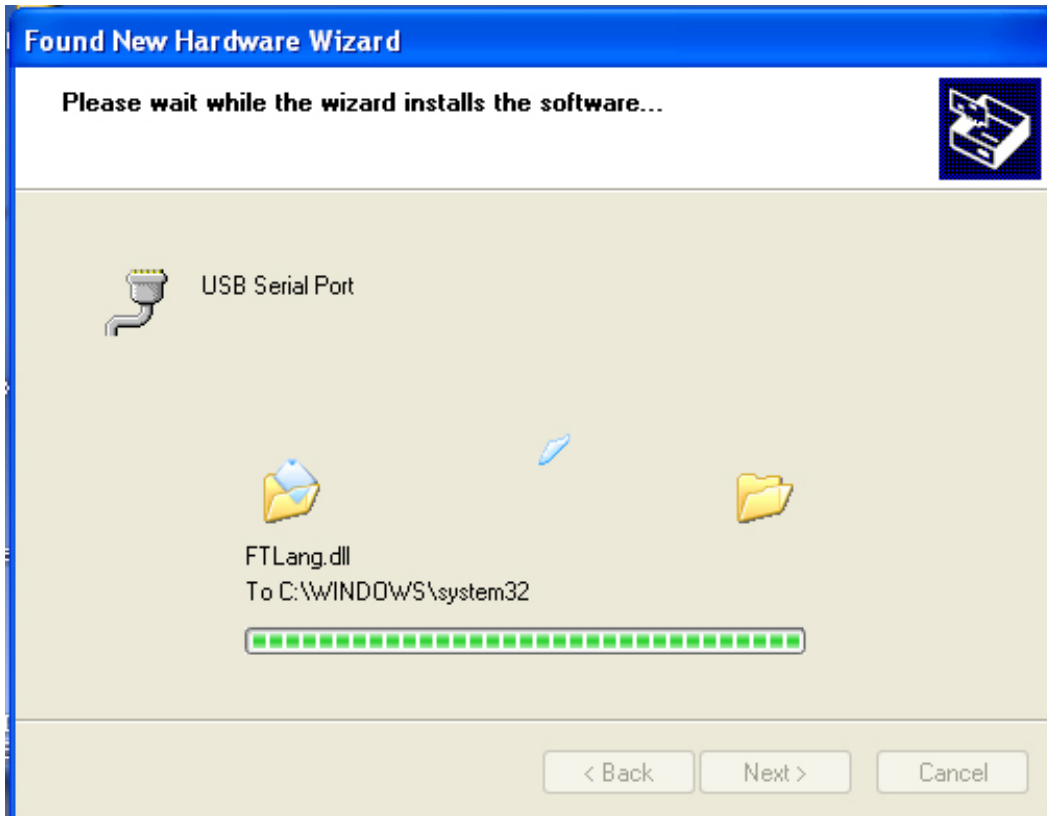 Found New Hardware Wizard
Please wait while the wizard installs the software...
USB Serial Port
FTLang.dll
To C:\WINDOWS\system32
< Back
Next >
Cancel